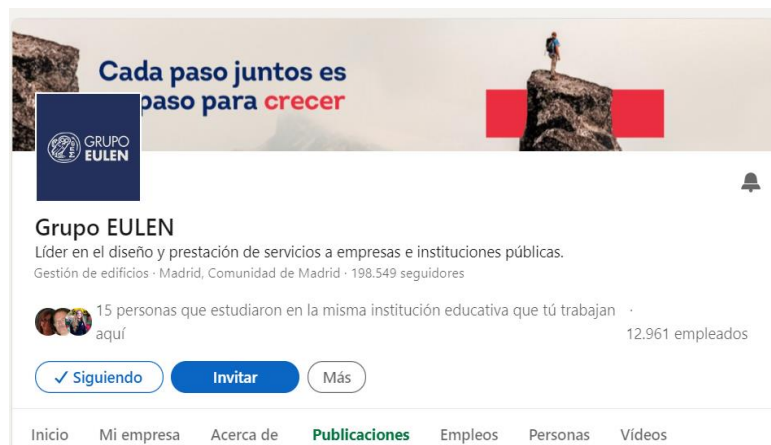 Cada paso juntos es
paso para crecer
GRUPO
EULEN
Grupo EULEN
Líder en el diseño y prestación de servicios a empresas e instituciones públicas.
Gestión de edificios · Madrid, Comunidad de Madrid · 198.549 seguidores
15 personas que estudiaron en la misma institución educativa que tú trabajan ·
aquí
12.961 empleados
✓ Siguiendo
Invitar
Más
Inicio Mi empresa Acerca de Publicaciones Empleos Personas Vídeos